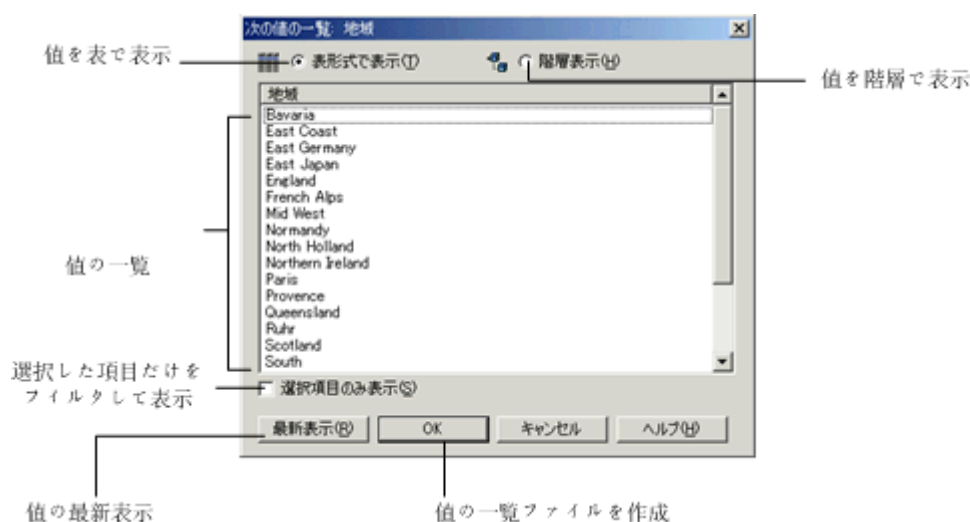 次の値の一覧: 地域
値を表で表示
表形式で表示(T)
階層表示(H)
値を階層で表示
地域
Bavaria
East Coast
East Germany
East Japan
England
French Alps
Mid West
Normandy
North Holland
Northern Ireland
Paris
Provence
Queensland
Ruhr
Scotland
South
値の一覧
選択した項目だけを
フィルタして表示
選択項目のみ表示(S)
最新表示(R)
OK
キャンセル
ヘルプ(H)
値の最新表示
値の一覧ファイルを作成